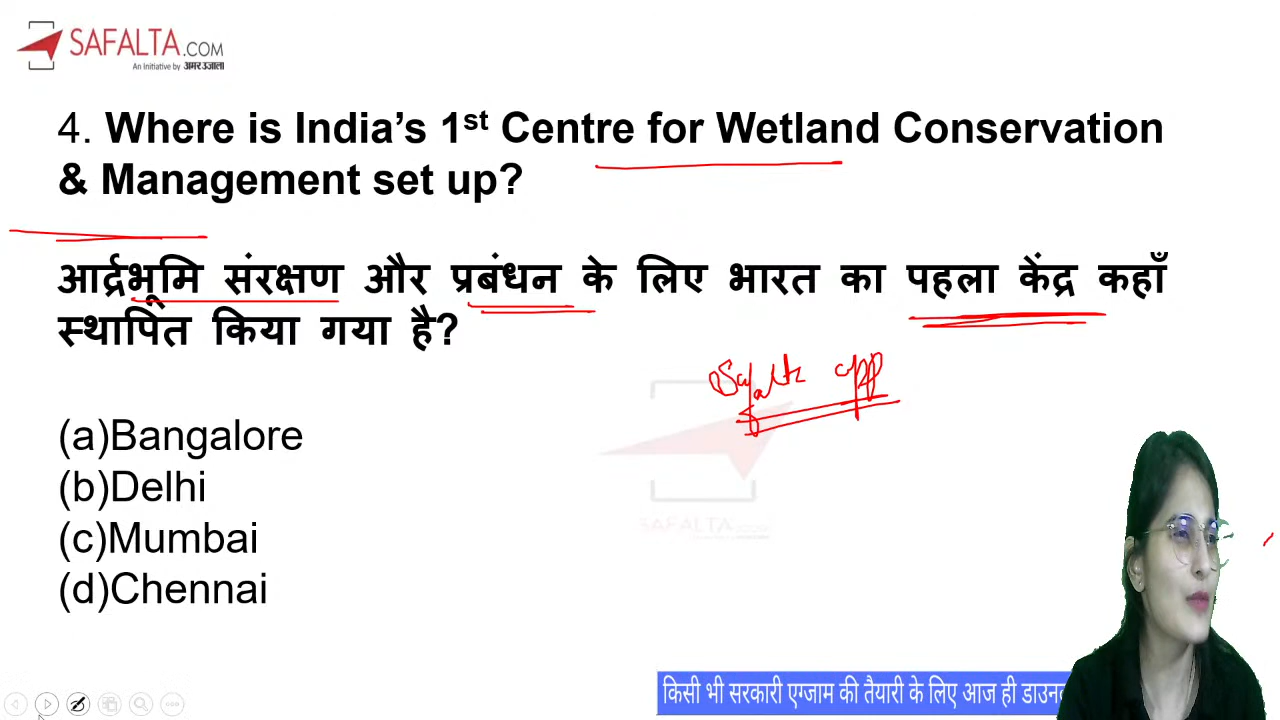 SAFALTA.COM
An Initiative by अमर उजाला
4. Where is India's 1st Centre for Wetland Conservation
& Management set up?
आर्द्रभूमि संरक्षण और प्रबंधन के लिए भारत का पहला केंद्र कहाँ
स्थापित किया गया है?
Safalta app
(a)Bangalore
(b)Delhi
SAFALTA.COM
(c)Mumbai
(d)Chennai
किसी भी सरकारी एग्जाम की तैयारी के लिए आज ही